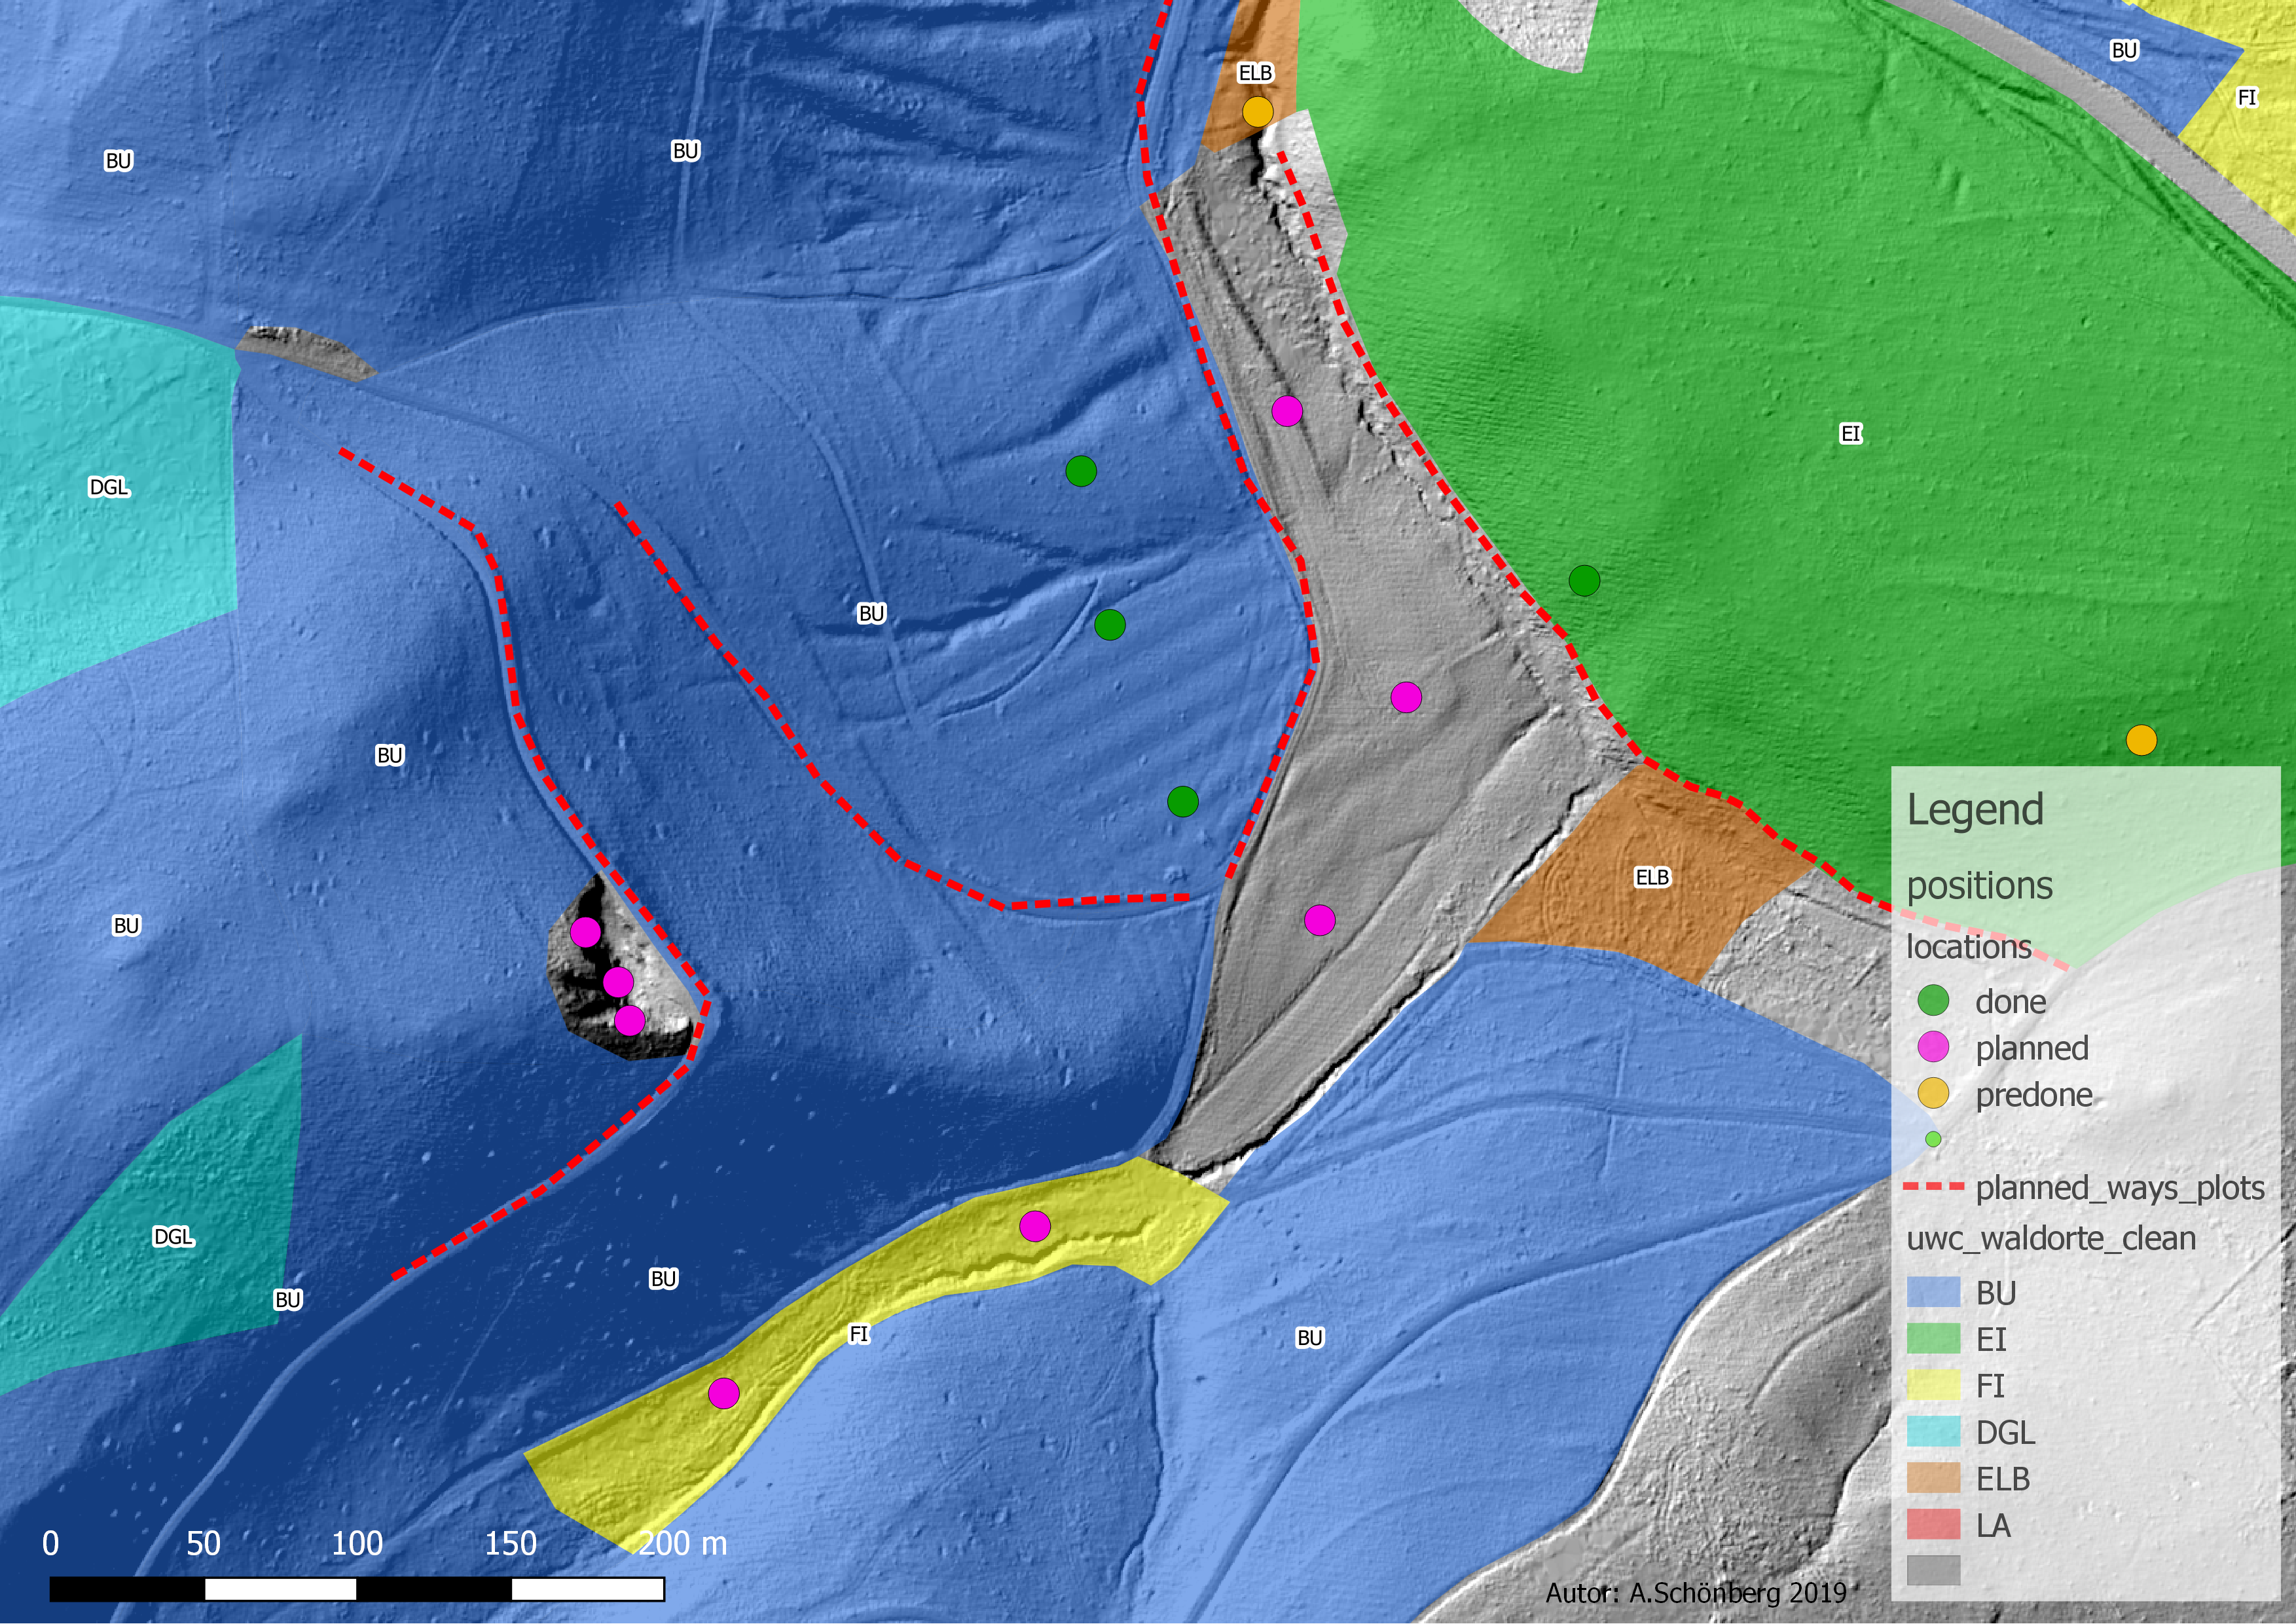 BU
ELB
FI
BU
BU
EI
DGL
BU
BU
ELB
BU
DGL
BU
BU
FI
BU
Legend
positions
locations
done
planned
predone
planned_ways_plots
uwc_waldorte_clean
BU
EI
FI
DGL
ELB
LA
0 50 100 150 200 m
Autor: A.Schönberg 2019